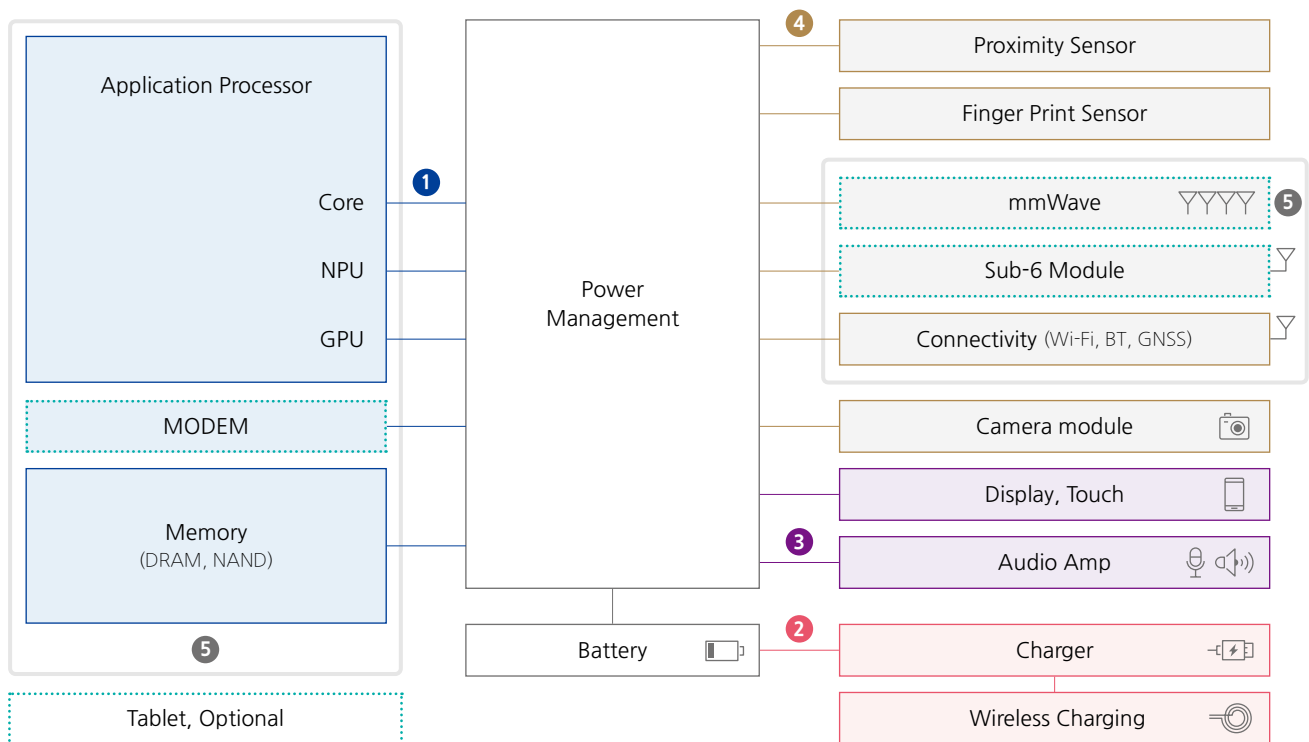 Application Processor
Core
NPU
GPU
MODEM
Memory
(DRAM, NAND)
5
Tablet, Optional
1
Power
Management
Battery
4
Proximity Sensor
Finger Print Sensor
mmWave
5
Sub-6 Module
Connectivity (Wi-Fi, BT, GNSS)
Camera module
Display, Touch
3
Audio Amp
2
Charger
Wireless Charging